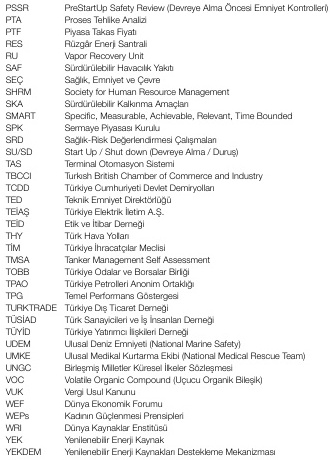 PSSR PreStartUp Safety Review (Devreye Alma Öncesi Emniyet Kontrolleri)
PTA Proses Tehlike Analizi
PTF Piyasa Takas Fiyatı
RES Rüzgâr Enerji Santrali
RU Vapor Recovery Unit
SAF Sürdürülebilir Havacılık Yakıtı
SEÇ Sağlık, Emniyet ve Çevre
SHRM Society for Human Resource Management
SKA Sürdürülebilir Kalkınma Amaçları
SMART Specific, Measurable, Achievable, Relevant, Time Bounded
SPK Sermaye Piyasası Kurulu
SRD Sağlık-Risk Değerlendirmesi Çalışmaları
SU/SD Start Up / Shut down (Devreye Alma / Duruş)
TAS Terminal Otomasyon Sistemi
TBCCI Turkish British Chamber of Commerce and Industry
TCDD Türkiye Cumhuriyeti Devlet Demiryolları
TED Teknik Emniyet Direktörlüğü
TEİAŞ Türkiye Elektrik İletim A.Ş.
TEİD Etik ve İtibar Derneği
THY Türk Hava Yolları
TİM Türkiye İhracatçılar Meclisi
TMSA Tanker Management Self Assessment
TOBB Türkiye Odalar ve Borsalar Birliği
TPAO Türkiye Petrolleri Anonim Ortaklığı
TPG Temel Performans Göstergesi
TURKTRADE Türkiye Dış Ticaret Derneği
TÜSİAD Türk Sanayicileri ve İş İnsanları Derneği
TÜYİD Türkiye Yatırımcı İlişkileri Derneği
UDEM Ulusal Deniz Emniyeti (National Marine Safety)
UMKE Ulusal Medikal Kurtarma Ekibi (National Medical Rescue Team)
UNGC Birleşmiş Milletler Küresel İlkeler Sözleşmesi
VOC Volatile Organic Compound (Uçucu Organik Bileşik)
VUK Vergi Usul Kanunu
WEF Dünya Ekonomik Forumu
WEPs Kadının Güçlenmesi Prensipleri
WRI Dünya Kaynaklar Enstitüsü
YEK Yenilenebilir Enerji Kaynak
YEKDEM Yenilenebilir Enerji Kaynakları Destekleme Mekanizması